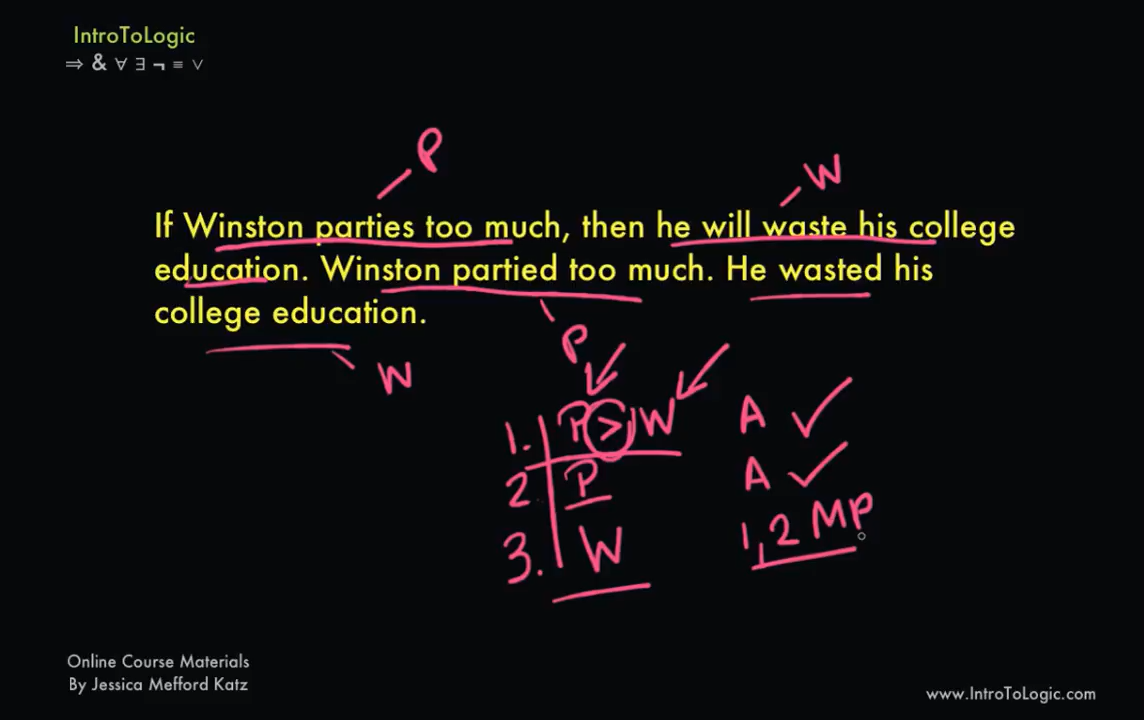 IntroToLogic
⇒ & ∀ ∃ ¬ ≡ ∨
P
W
If Winston parties too much, then he will waste his college
education. Winston partied too much. He wasted his
college education.
P
W
1. P > W A ✓
2. P A ✓
3. W 1,2 MP
Online Course Materials
By Jessica Mefford Katz
www.IntroToLogic.com